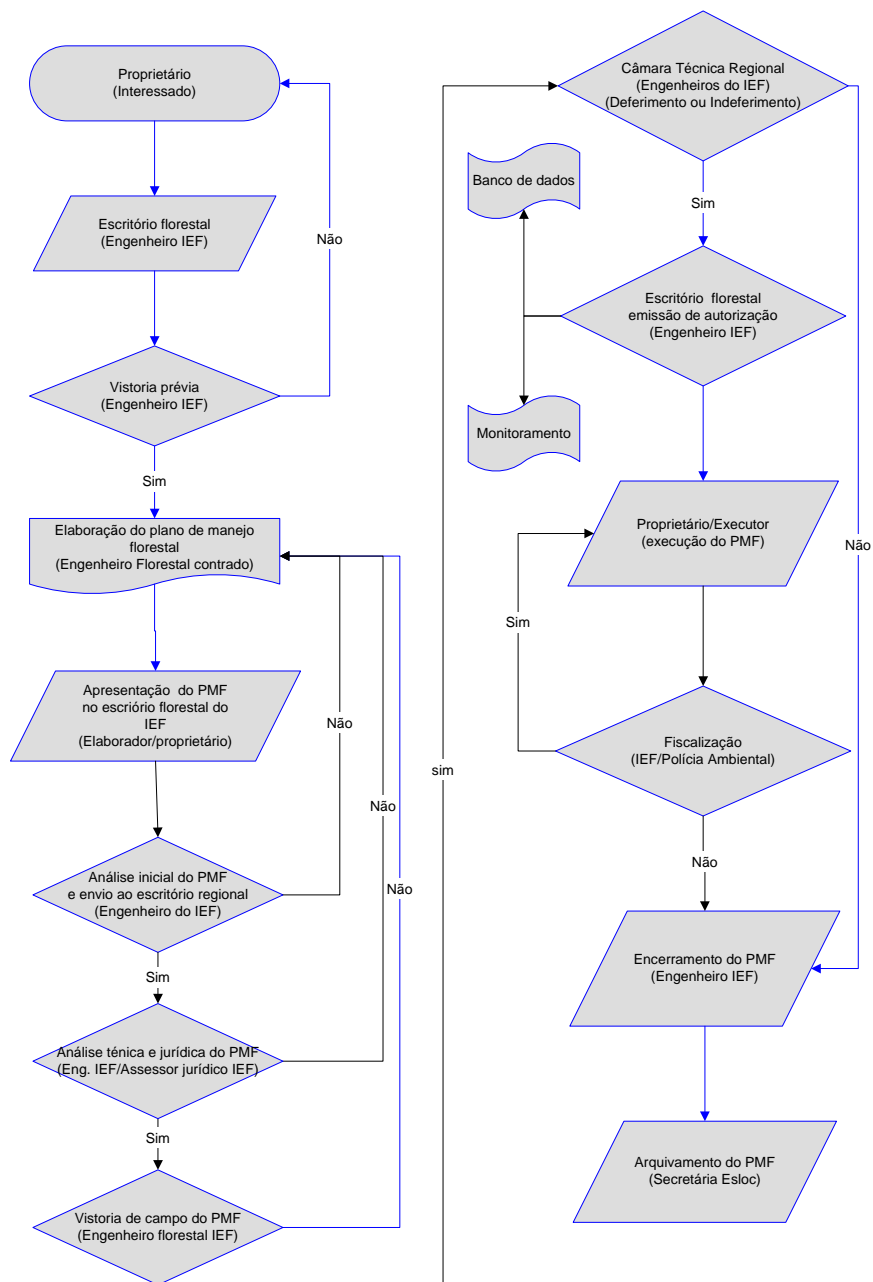 Proprietário
(Interessado)
Escritório florestal
(Engenheiro IEF)
Não
Vistoria prévia
(Engenheiro IEF)
Sim
Elaboração do plano de manejo
florestal
(Engenheiro Florestal contrado)
Apresentação do PMF
no escriório florestal do
IEF
(Elaborador/proprietário)
Não
Não
Não
Análise inicial do PMF
e envio ao escritório regional
(Engenheiro do IEF)
Sim
Análise ténica e jurídica do PMF
(Eng. IEF/Assessor jurídico IEF)
Sim
Vistoria de campo do PMF
(Engenheiro florestal IEF)
sim
Câmara Técnica Regional
(Engenheiros do IEF)
(Deferimento ou Indeferimento)
Banco de dados
Sim
Escritório florestal
emissão de autorização
(Engenheiro IEF)
Monitoramento
Proprietário/Executor
(execução do PMF)
Não
Sim
Fiscalização
(IEF/Polícia Ambiental)
Não
Encerramento do PMF
(Engenheiro IEF)
Arquivamento do PMF
(Secretária Esloc)